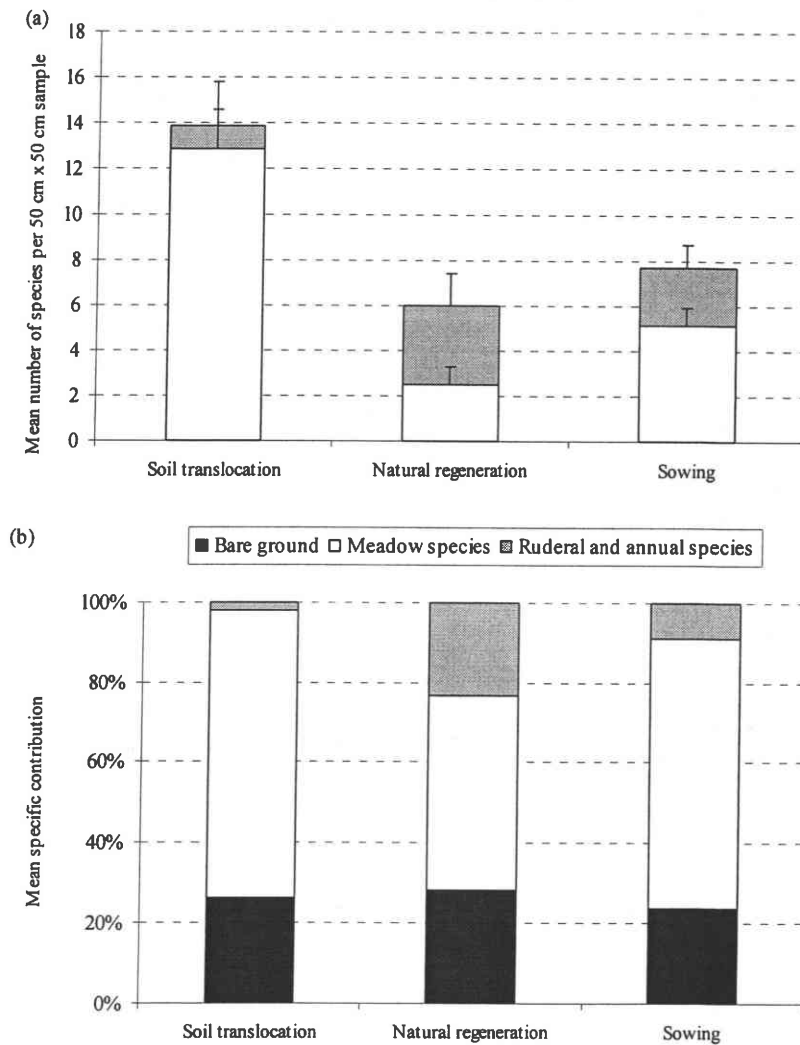 (a)
Mean number of species per 50 cm x 50 cm sample
18
16
14
12
10
8
6
4
2
0
Soil translocation
Natural regeneration
Sowing
(b)
Bare ground Meadow species Ruderal and annual species
Mean specific contribution
100%
80%
60%
40%
20%
0%
Soil translocation
Natural regeneration
Sowing